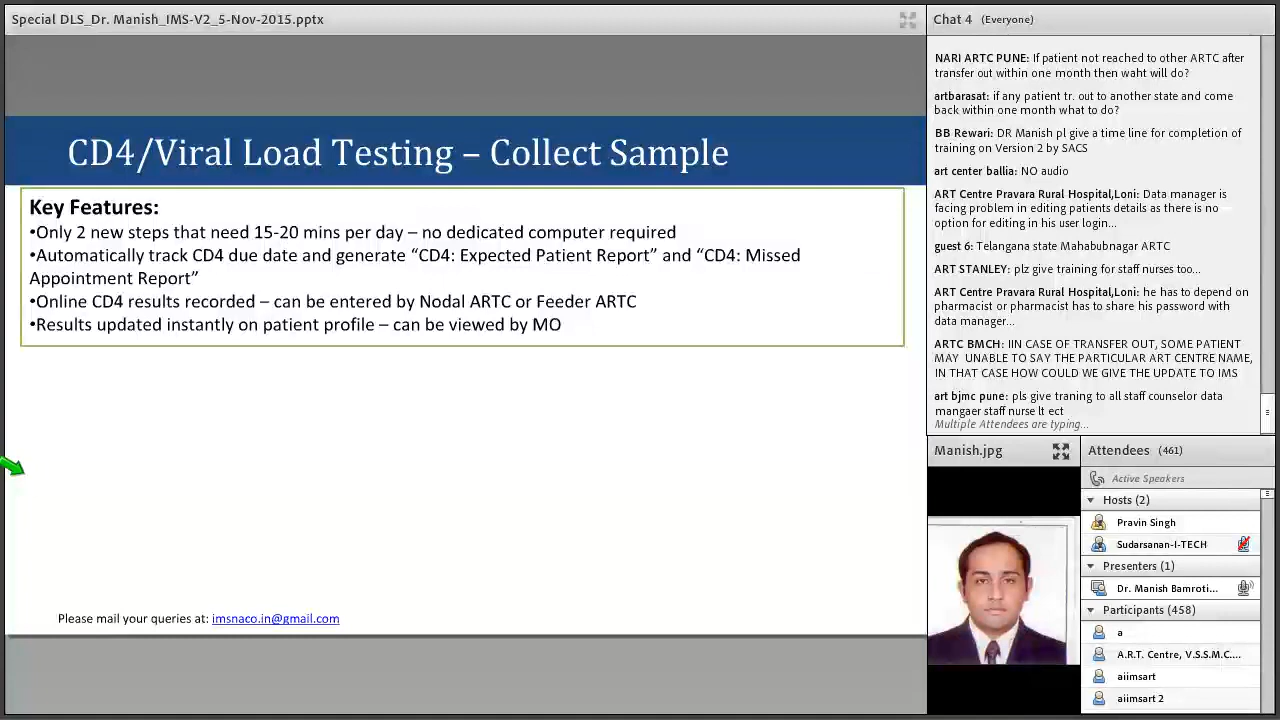 Special DLS_Dr. Manish_IMS-V2_5-Nov-2015.pptx
CD4/Viral Load Testing – Collect Sample
Key Features:
•Only 2 new steps that need 15-20 mins per day – no dedicated computer required
•Automatically track CD4 due date and generate “CD4: Expected Patient Report” and “CD4: Missed
Appointment Report”
•Online CD4 results recorded – can be entered by Nodal ARTC or Feeder ARTC
•Results updated instantly on patient profile – can be viewed by MO
Please mail your queries at: imsnaco.in@gmail.com
Chat 4 (Everyone)
NARI ARTC PUNE: If patient not reached to other ARTC after
transfer out within one month then waht will do?
artbarasat: if any patient tr. out to another state and come
back within one month what to do?
BB Rewari: DR Manish pl give a time line for completion of
training on Version 2 by SACS
art center ballia: NO audio
ART Centre Pravara Rural Hospital,Loni: Data manager is
facing problem in editing patients details as there is no
option for editing in his user login...
guest 6: Telangana state Mahabubnagar ARTC
ART STANLEY: plz give training for staff nurses too...
ART Centre Pravara Rural Hospital,Loni: he has to depend on
pharmacist or pharmacist has to share his password with
data manager...
ARTC BMCH: IIN CASE OF TRANSFER OUT, SOME PATIENT
MAY UNABLE TO SAY THE PARTICULAR ART CENTRE NAME,
IN THAT CASE HOW COULD WE GIVE THE UPDATE TO IMS
art bjmc pune: pls give traning to all staff counselor data
mangaer staff nurse lt ect
Multiple Attendees are typing...
Manish.jpg
Attendees (461)
Active Speakers
Hosts (2)
Pravin Singh
Sudarsanan-I-TECH
Presenters (1)
Dr. Manish Bamroti...
Participants (458)
a
A.R.T. Centre, V.S.S.M.C....
aiimsart
aiimsart 2